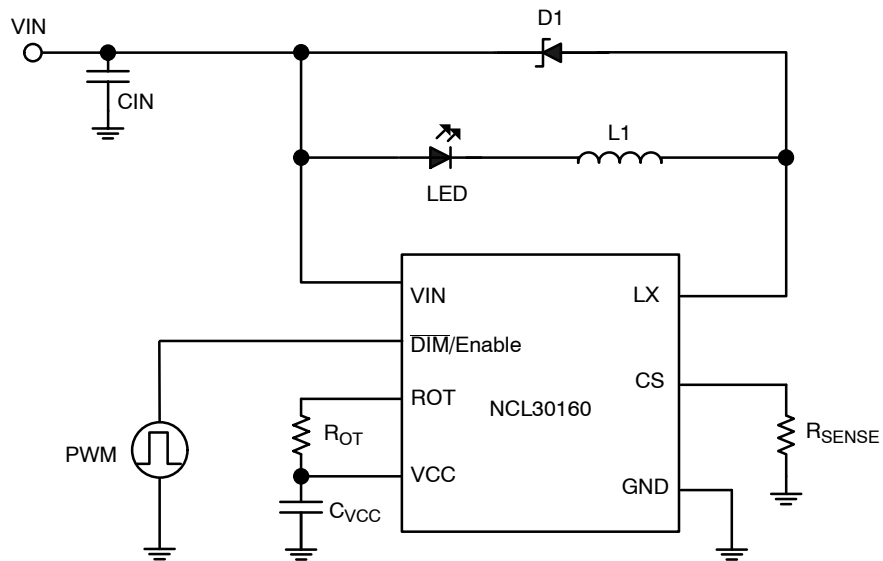 VIN
D1
CIN
L1
LED
VIN
LX
DIM/Enable
CS
ROT
NCL30160
ROT
RSENSE
PWM
VCC
GND
CVCC